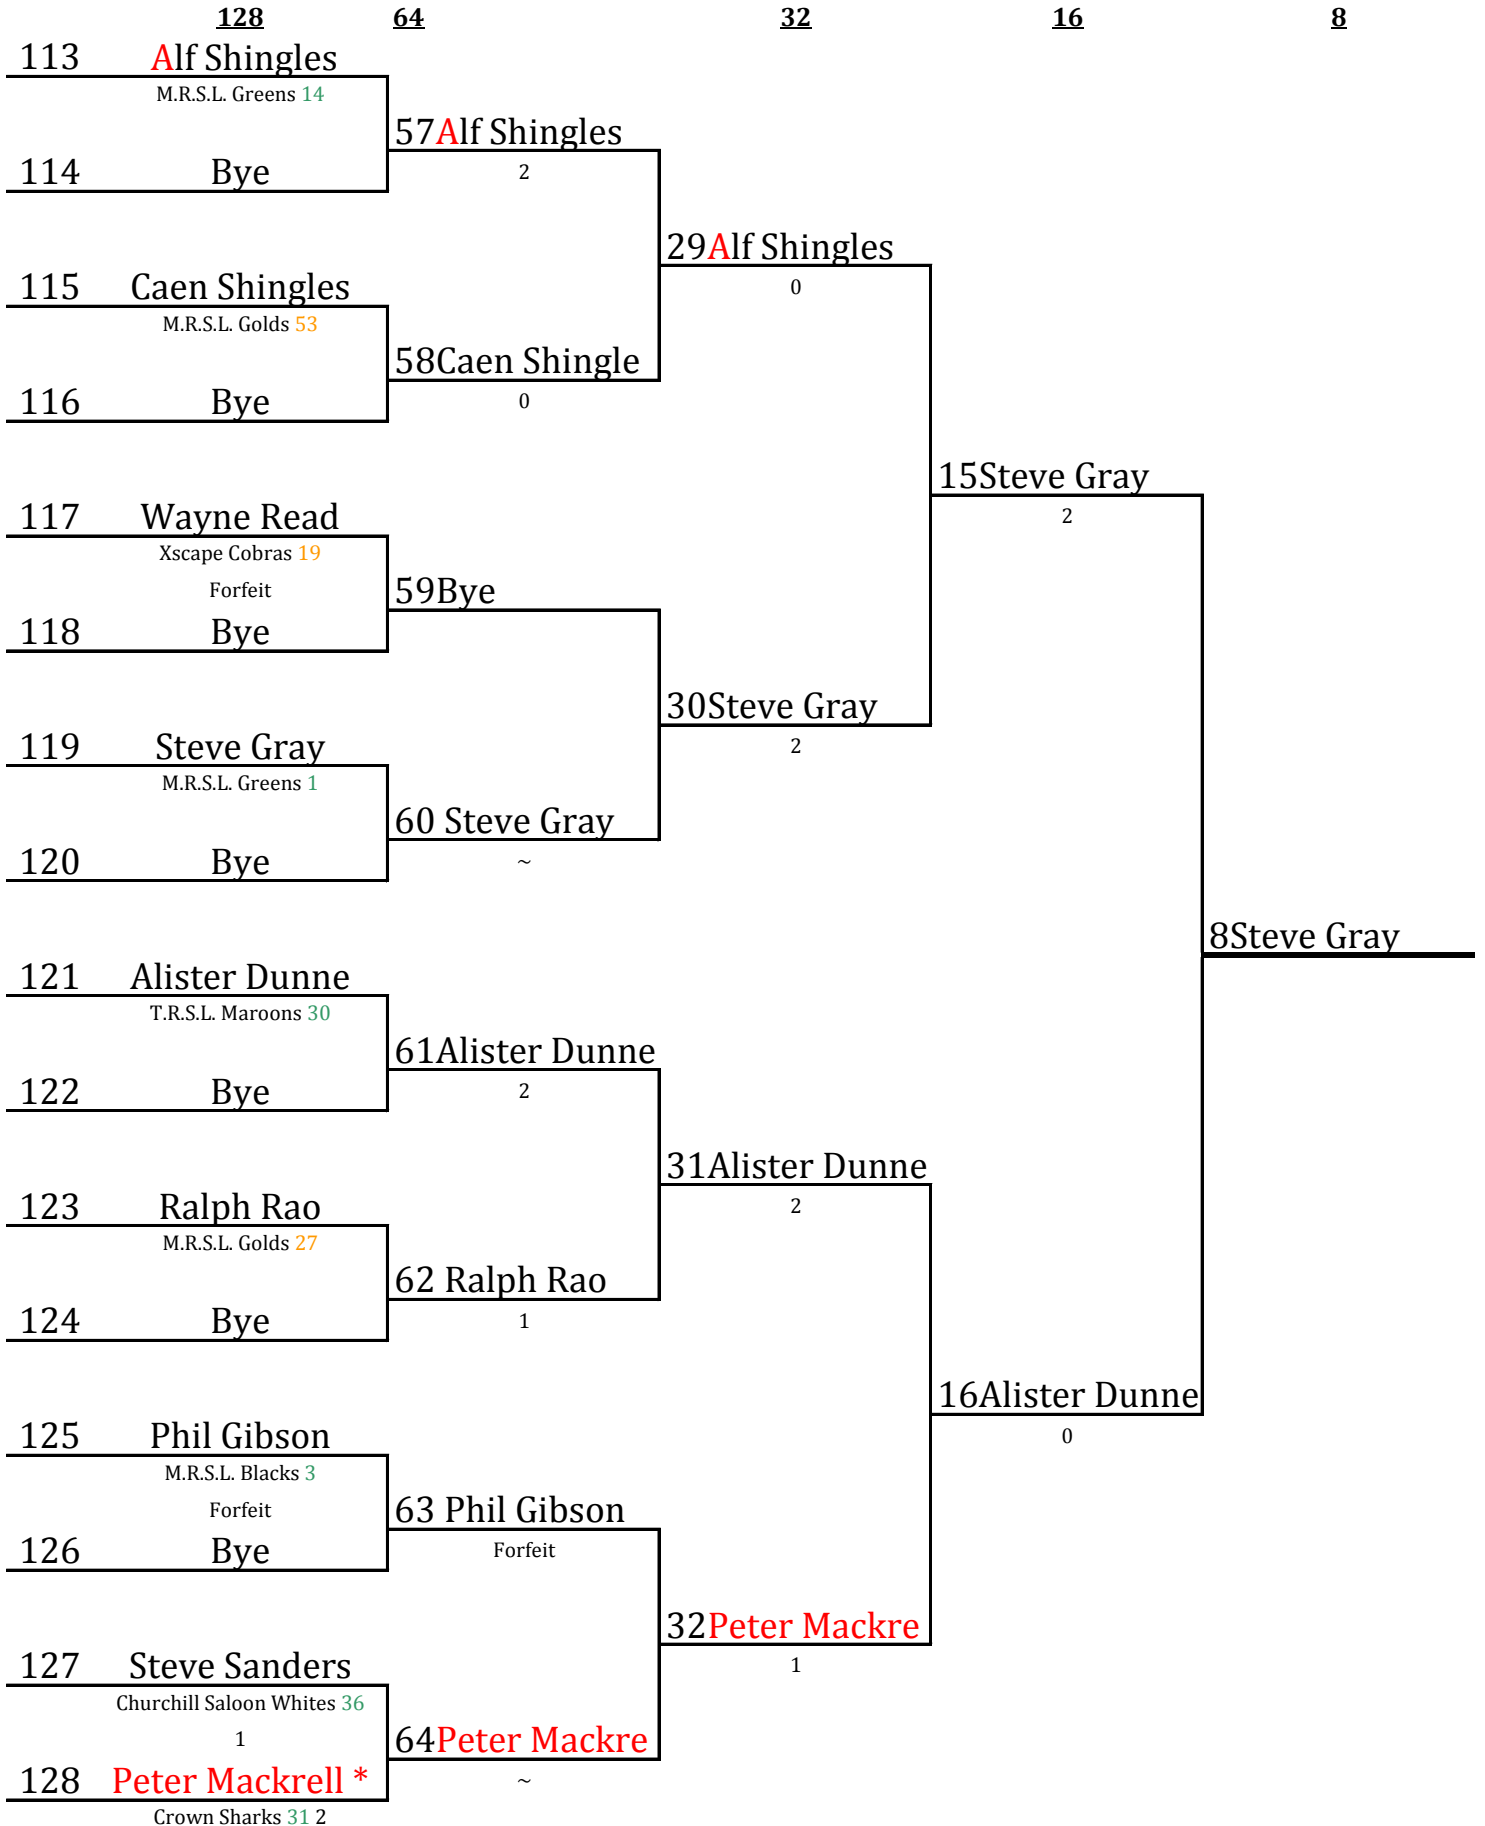 128 64 32 16 8
113 Alf Shingles
M.R.S.L. Greens 14
57Alf Shingles
114 Bye
2
29Alf Shingles
115 Caen Shingles
0
M.R.S.L. Golds 53
58Caen Shingle
116 Bye
0
15Steve Gray
117 Wayne Read
2
Xscape Cobras 19
Forfeit
59Bye
118 Bye
30Steve Gray
119 Steve Gray
2
M.R.S.L. Greens 1
60 Steve Gray
120 Bye
~
8Steve Gray
121 Alister Dunne
T.R.S.L. Maroons 30
61Alister Dunne
122 Bye
2
31Alister Dunne
123 Ralph Rao
2
M.R.S.L. Golds 27
62 Ralph Rao
124 Bye
1
16Alister Dunne
125 Phil Gibson
0
M.R.S.L. Blacks 3
Forfeit
63 Phil Gibson
126 Bye
Forfeit
32Peter Mackre
127 Steve Sanders
1
Churchill Saloon Whites 36
1
64Peter Mackre
128 Peter Mackrell *
~
Crown Sharks 31 2